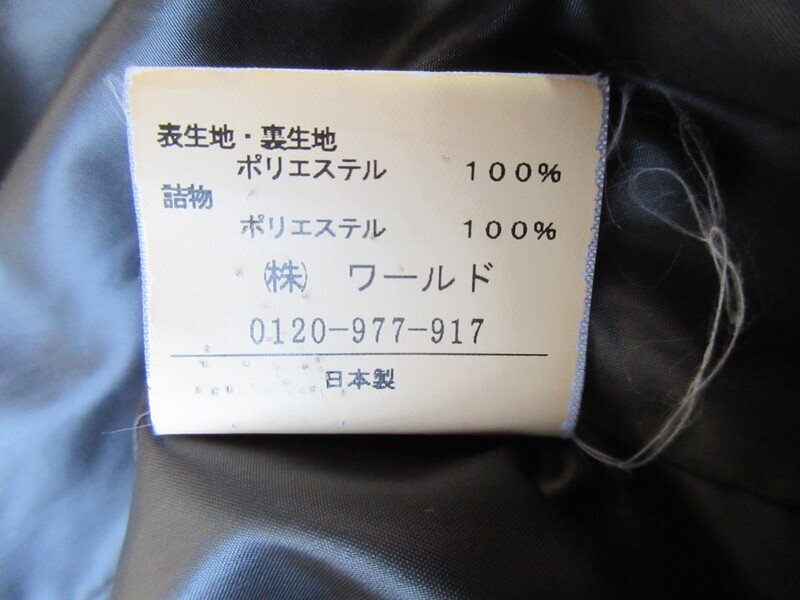 表生地・裏生地
ポリエステル １００％
詰物
ポリエステル １００％
㈱ ワールド
0120-977-917
日本製